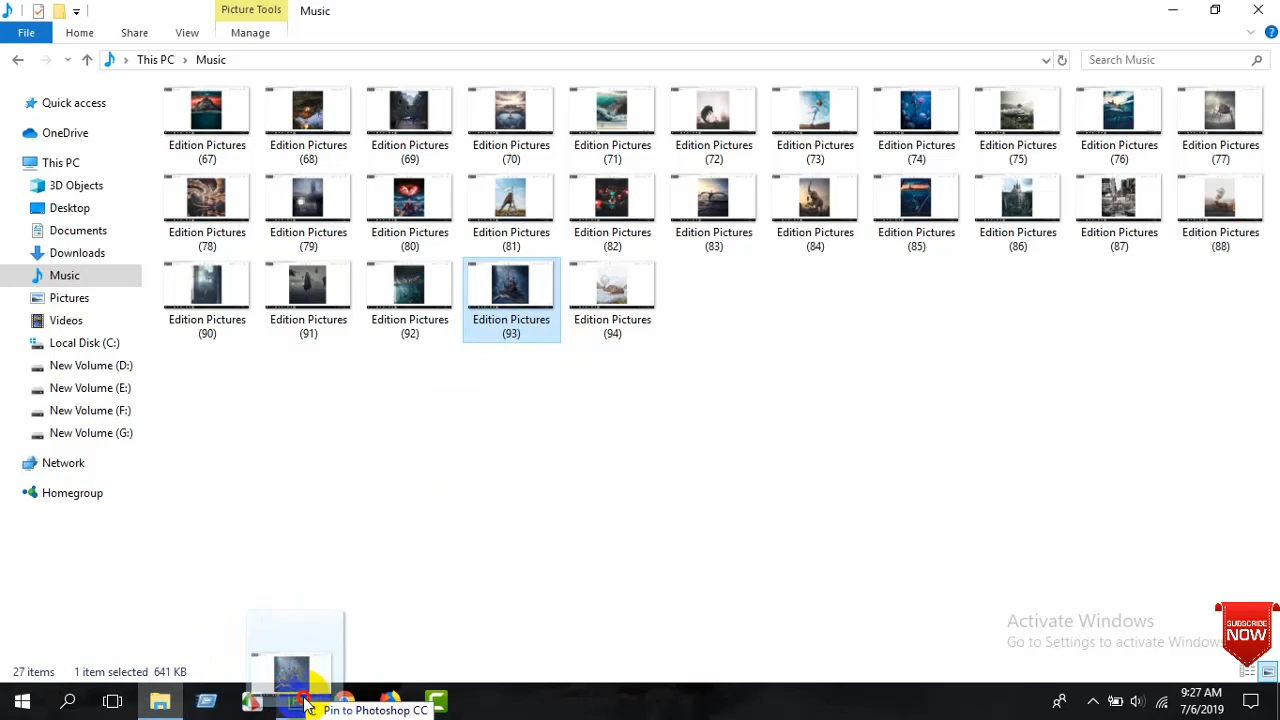 Picture Tools
Music
File
Home
Share
View
Manage
This PC
Music
Search Music
Quick access
OneDrive
This PC
3D Objects
Desktop
Documents
Downloads
Music
Pictures
Videos
Local Disk (C:)
New Volume (D:)
New Volume (E:)
New Volume (F:)
New Volume (G:)
Network
Homegroup
Edition Pictures (67)
Edition Pictures (68)
Edition Pictures (69)
Edition Pictures (70)
Edition Pictures (71)
Edition Pictures (72)
Edition Pictures (73)
Edition Pictures (74)
Edition Pictures (75)
Edition Pictures (76)
Edition Pictures (77)
Edition Pictures (78)
Edition Pictures (79)
Edition Pictures (80)
Edition Pictures (81)
Edition Pictures (82)
Edition Pictures (83)
Edition Pictures (84)
Edition Pictures (85)
Edition Pictures (86)
Edition Pictures (87)
Edition Pictures (88)
Edition Pictures (90)
Edition Pictures (91)
Edition Pictures (92)
Edition Pictures (93)
Edition Pictures (94)
Activate Windows
Go to Settings to activate Windows
SUBSCRIBE
NOW
27 items
1 item selected 641 KB
Pin to Photoshop CC
9:27 AM
7/6/2019